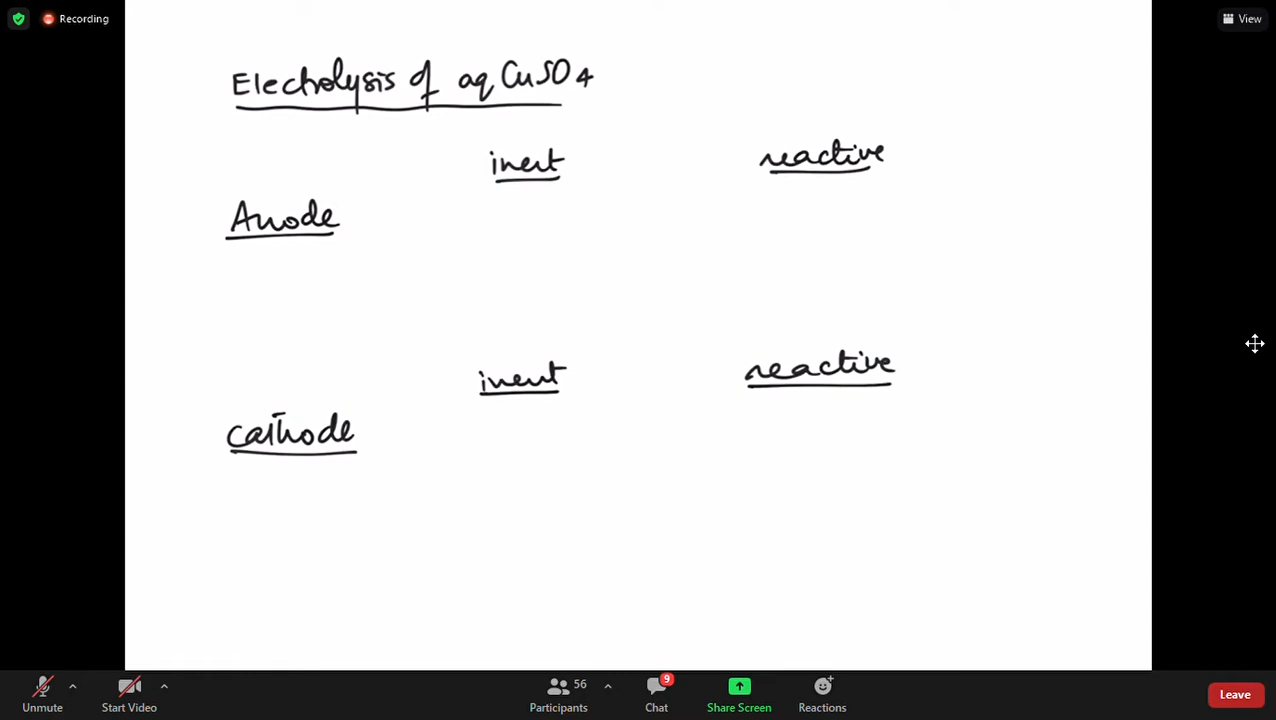 Recording
View
Electrolysis of aq CuSO4
inert reactive
Anode
inert reactive
Cathode
56
9
Unmute
Start Video
Participants
Chat
Share Screen
Reactions
Leave